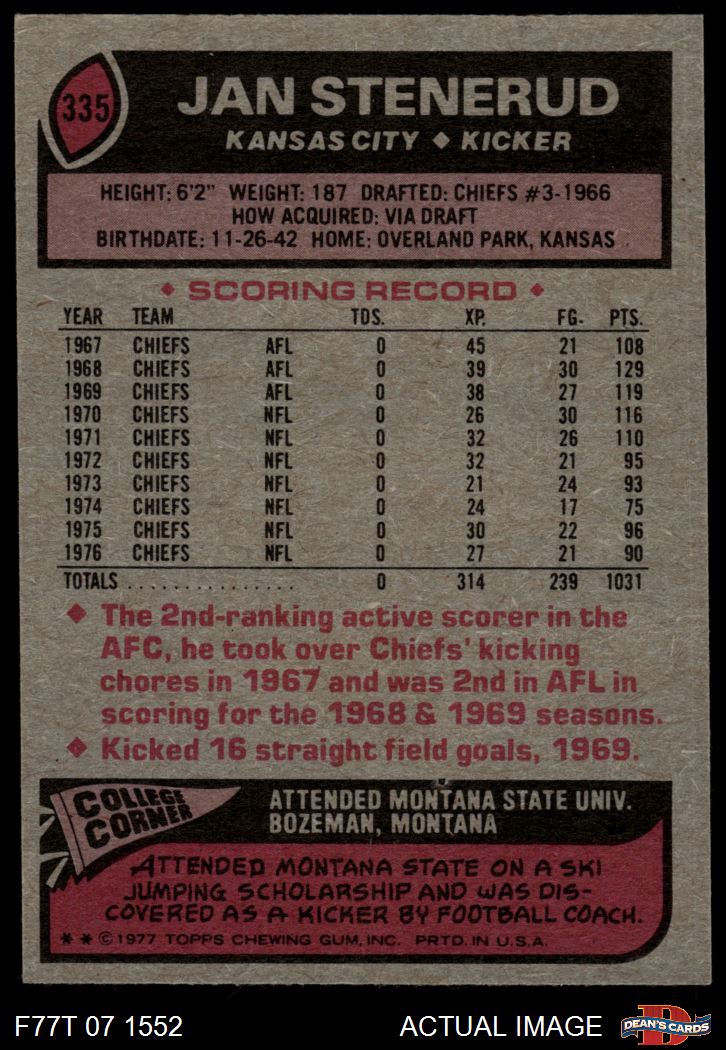 335
JAN STENERUD
KANSAS CITY ♦ KICKER
HEIGHT: 6'2" WEIGHT: 187 DRAFTED: CHIEFS #3-1966
HOW ACQUIRED: VIA DRAFT
BIRTHDATE: 11-26-42 HOME: OVERLAND PARK, KANSAS
♦ SCORING RECORD ♦
YEAR TEAM TDS. XP. FG. PTS.
1967 CHIEFS AFL 0 45 21 108
1968 CHIEFS AFL 0 39 30 129
1969 CHIEFS AFL 0 38 27 119
1970 CHIEFS NFL 0 26 30 116
1971 CHIEFS NFL 0 32 26 110
1972 CHIEFS NFL 0 32 21 95
1973 CHIEFS NFL 0 21 24 93
1974 CHIEFS NFL 0 24 17 75
1975 CHIEFS NFL 0 30 22 96
1976 CHIEFS NFL 0 27 21 90
TOTALS ................ 0 314 239 1031
♦ The 2nd-ranking active scorer in the
AFC, he took over Chiefs' kicking
chores in 1967 and was 2nd in AFL in
scoring for the 1968 & 1969 seasons.
♦ Kicked 16 straight field goals, 1969.
COLLEGE
CORNER
ATTENDED MONTANA STATE UNIV.
BOZEMAN, MONTANA
ATTENDED MONTANA STATE ON A SKI
JUMPING SCHOLARSHIP AND WAS DIS-
COVERED AS A KICKER BY FOOTBALL COACH.
* * © 1977 TOPPS CHEWING GUM, INC. PRTD. IN U.S.A.
F77T 07 1552 ACTUAL IMAGE
D
DEAN'S CARDS